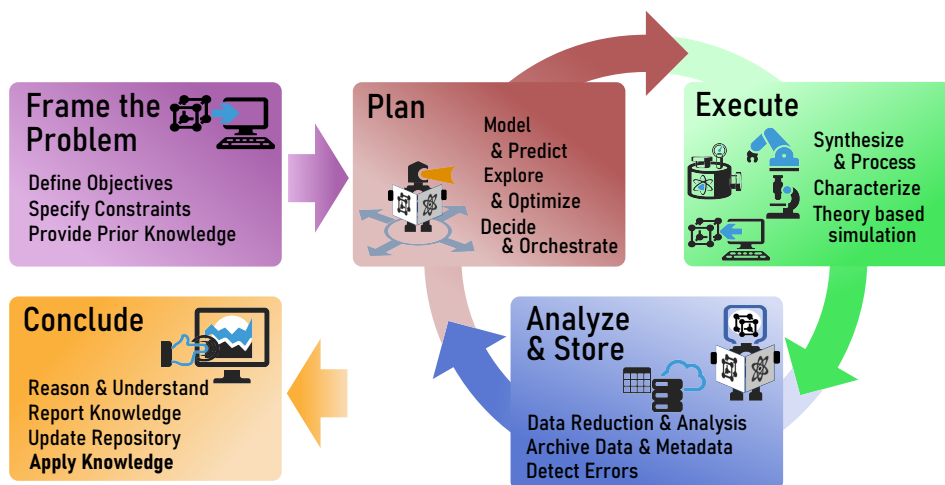 Frame the
Problem
Define Objectives
Specify Constraints
Provide Prior Knowledge
Plan
Model
& Predict
Explore
& Optimize
Decide
& Orchestrate
Execute
Synthesize
& Process
Characterize
Theory based
simulation
Analyze
& Store
Data Reduction & Analysis
Archive Data & Metadata
Detect Errors
Conclude
Reason & Understand
Report Knowledge
Update Repository
Apply Knowledge